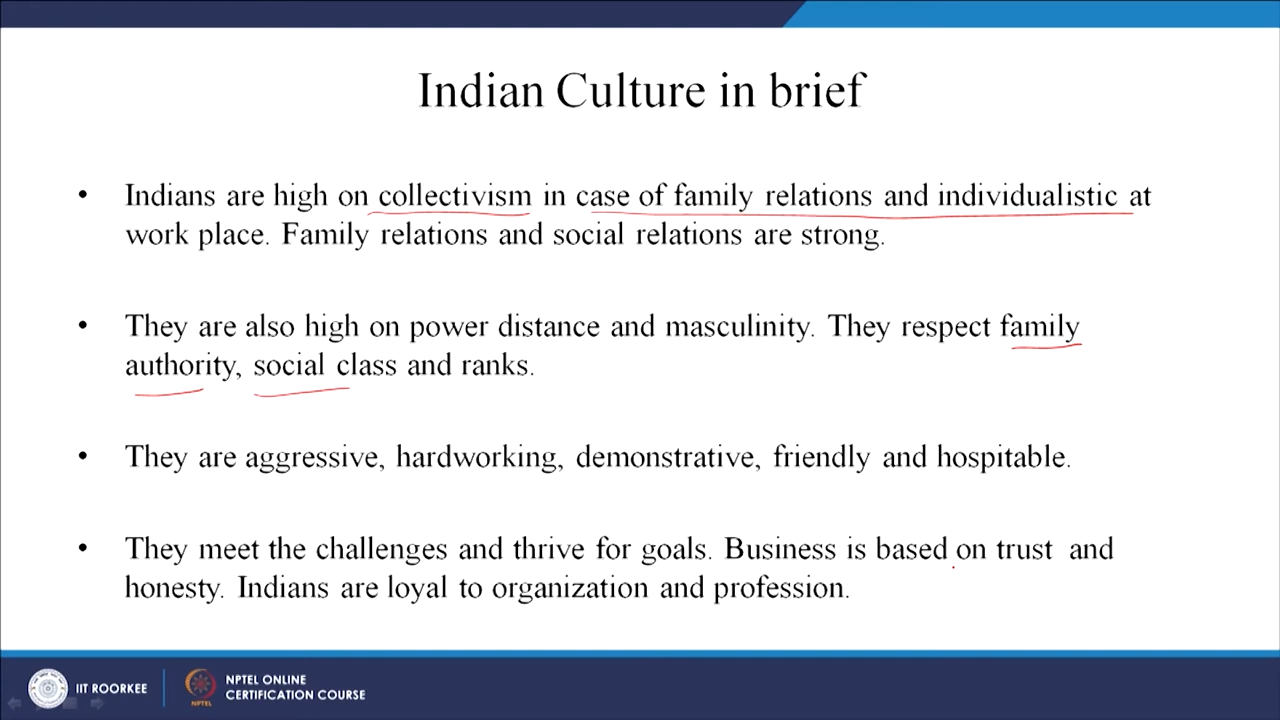 Indian Culture in brief
• Indians are high on collectivism in case of family relations and individualistic at
work place. Family relations and social relations are strong.
• They are also high on power distance and masculinity. They respect family
authority, social class and ranks.
• They are aggressive, hardworking, demonstrative, friendly and hospitable.
• They meet the challenges and thrive for goals. Business is based on trust and
honesty. Indians are loyal to organization and profession.
IIT ROORKEE
NPTEL
NPTEL ONLINE
CERTIFICATION COURSE